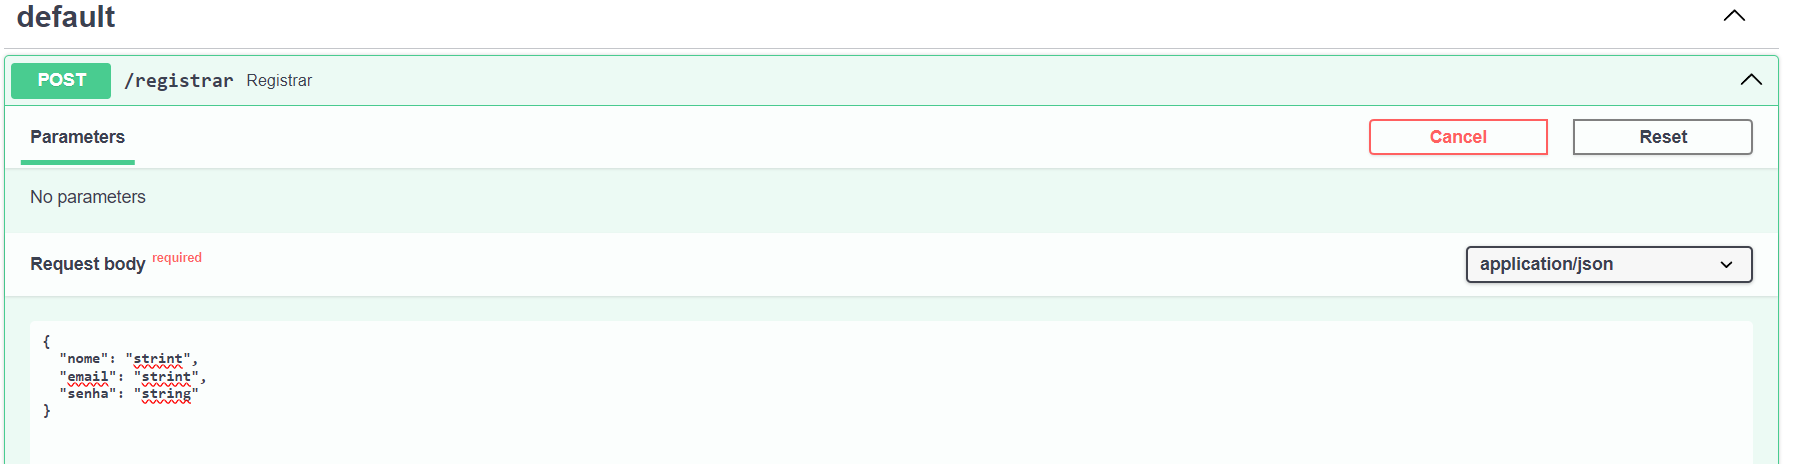 default
POST /registrar Registrar
Parameters Cancel Reset
No parameters
Request body required application/json
{
"nome": "strint",
"email": "strint",
"senha": "string"
}